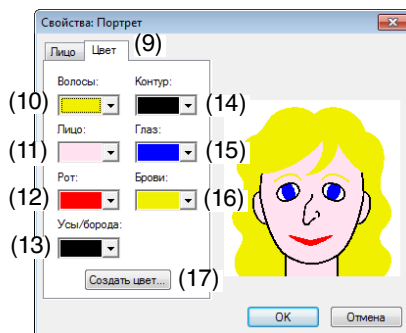 Свойства: Портрет
Лицо Цвет (9)
Волосы: Контур:
(10) (14)
Лицо: Глаз:
(11) (15)
Рот: Брови:
(12) (16)
Усы/борода:
(13)
Создать цвет... (17)
OK Отмена